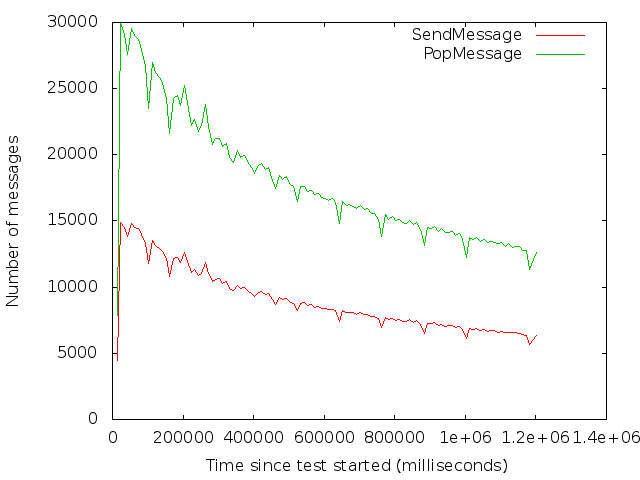 30000
25000
20000
15000
10000
5000
0
Number of messages
SendMessage
PopMessage
0 200000 400000 600000 800000 1e+06 1.2e+06 1.4e+06
Time since test started (milliseconds)